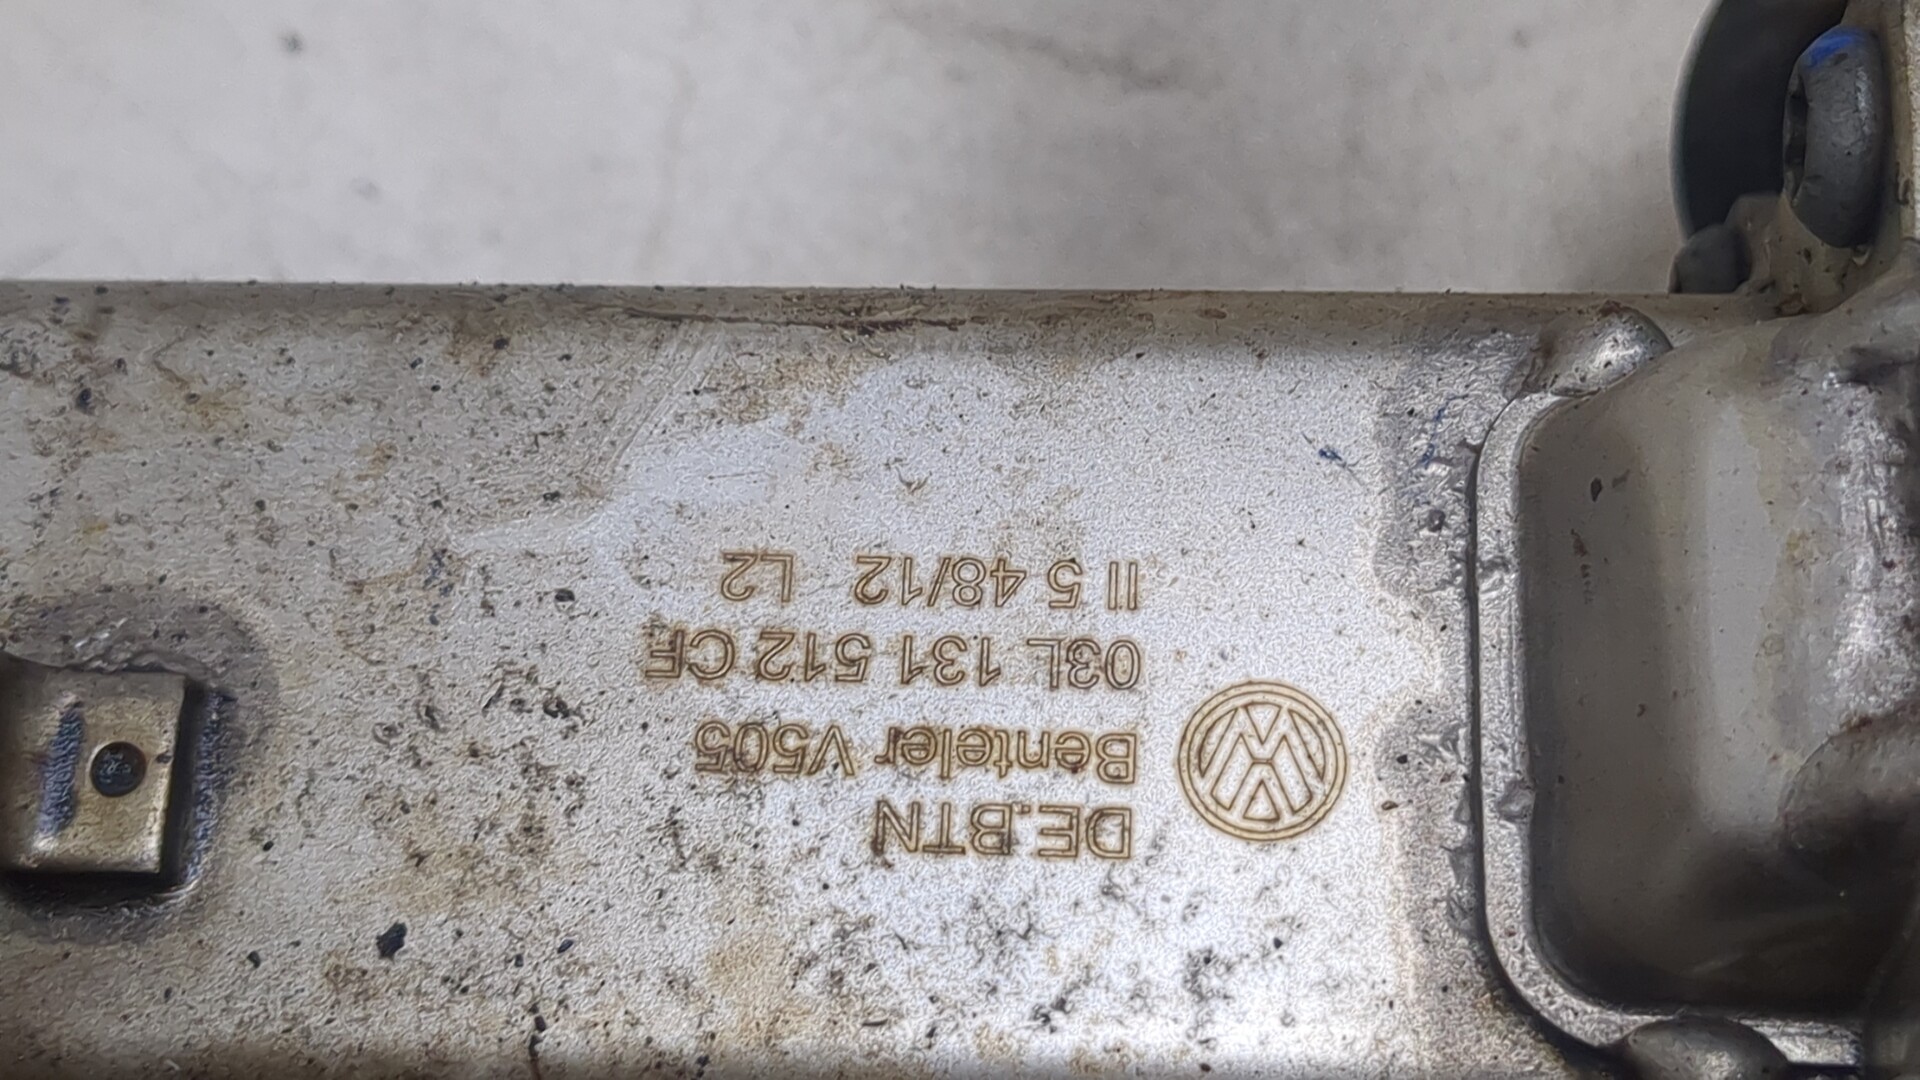 DE.BTN
Benteler V505
03L 131 512 CF
II 5 48/12 L2